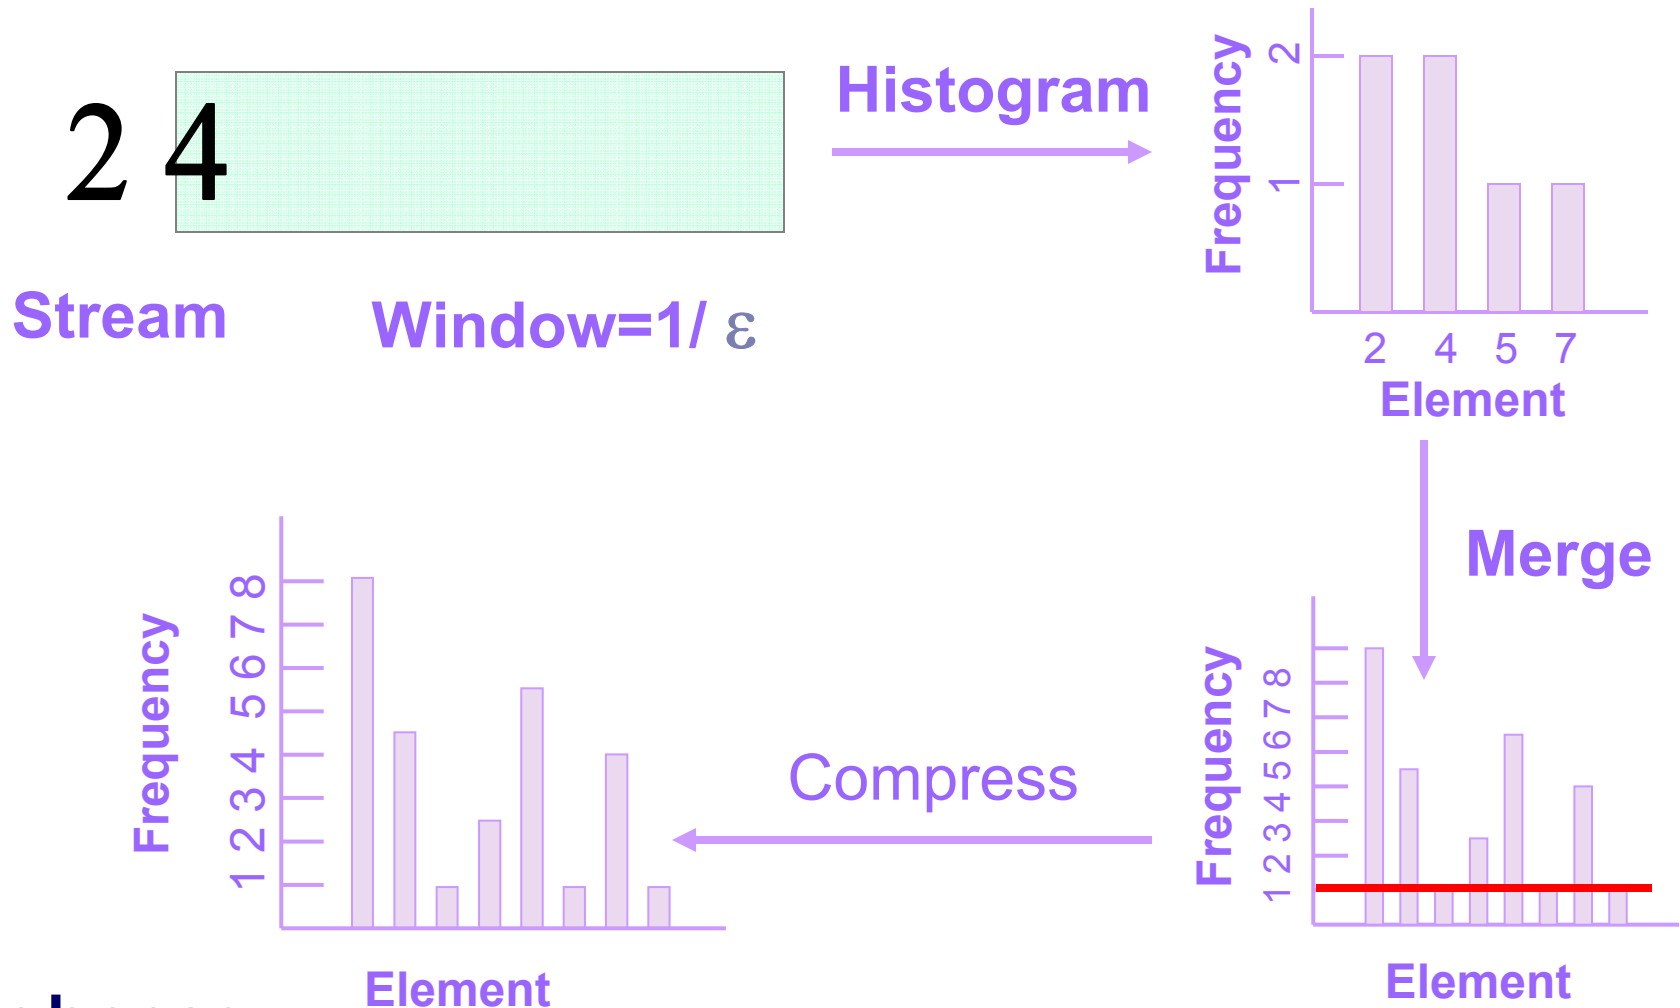 2 4
Stream
Window=1/ ε
Histogram
Frequency
2
1
2 4 5 7
Element
Merge
Frequency
1 2 3 4 5 6 7 8
Element
Compress
Frequency
1 2 3 4 5 6 7 8
Element